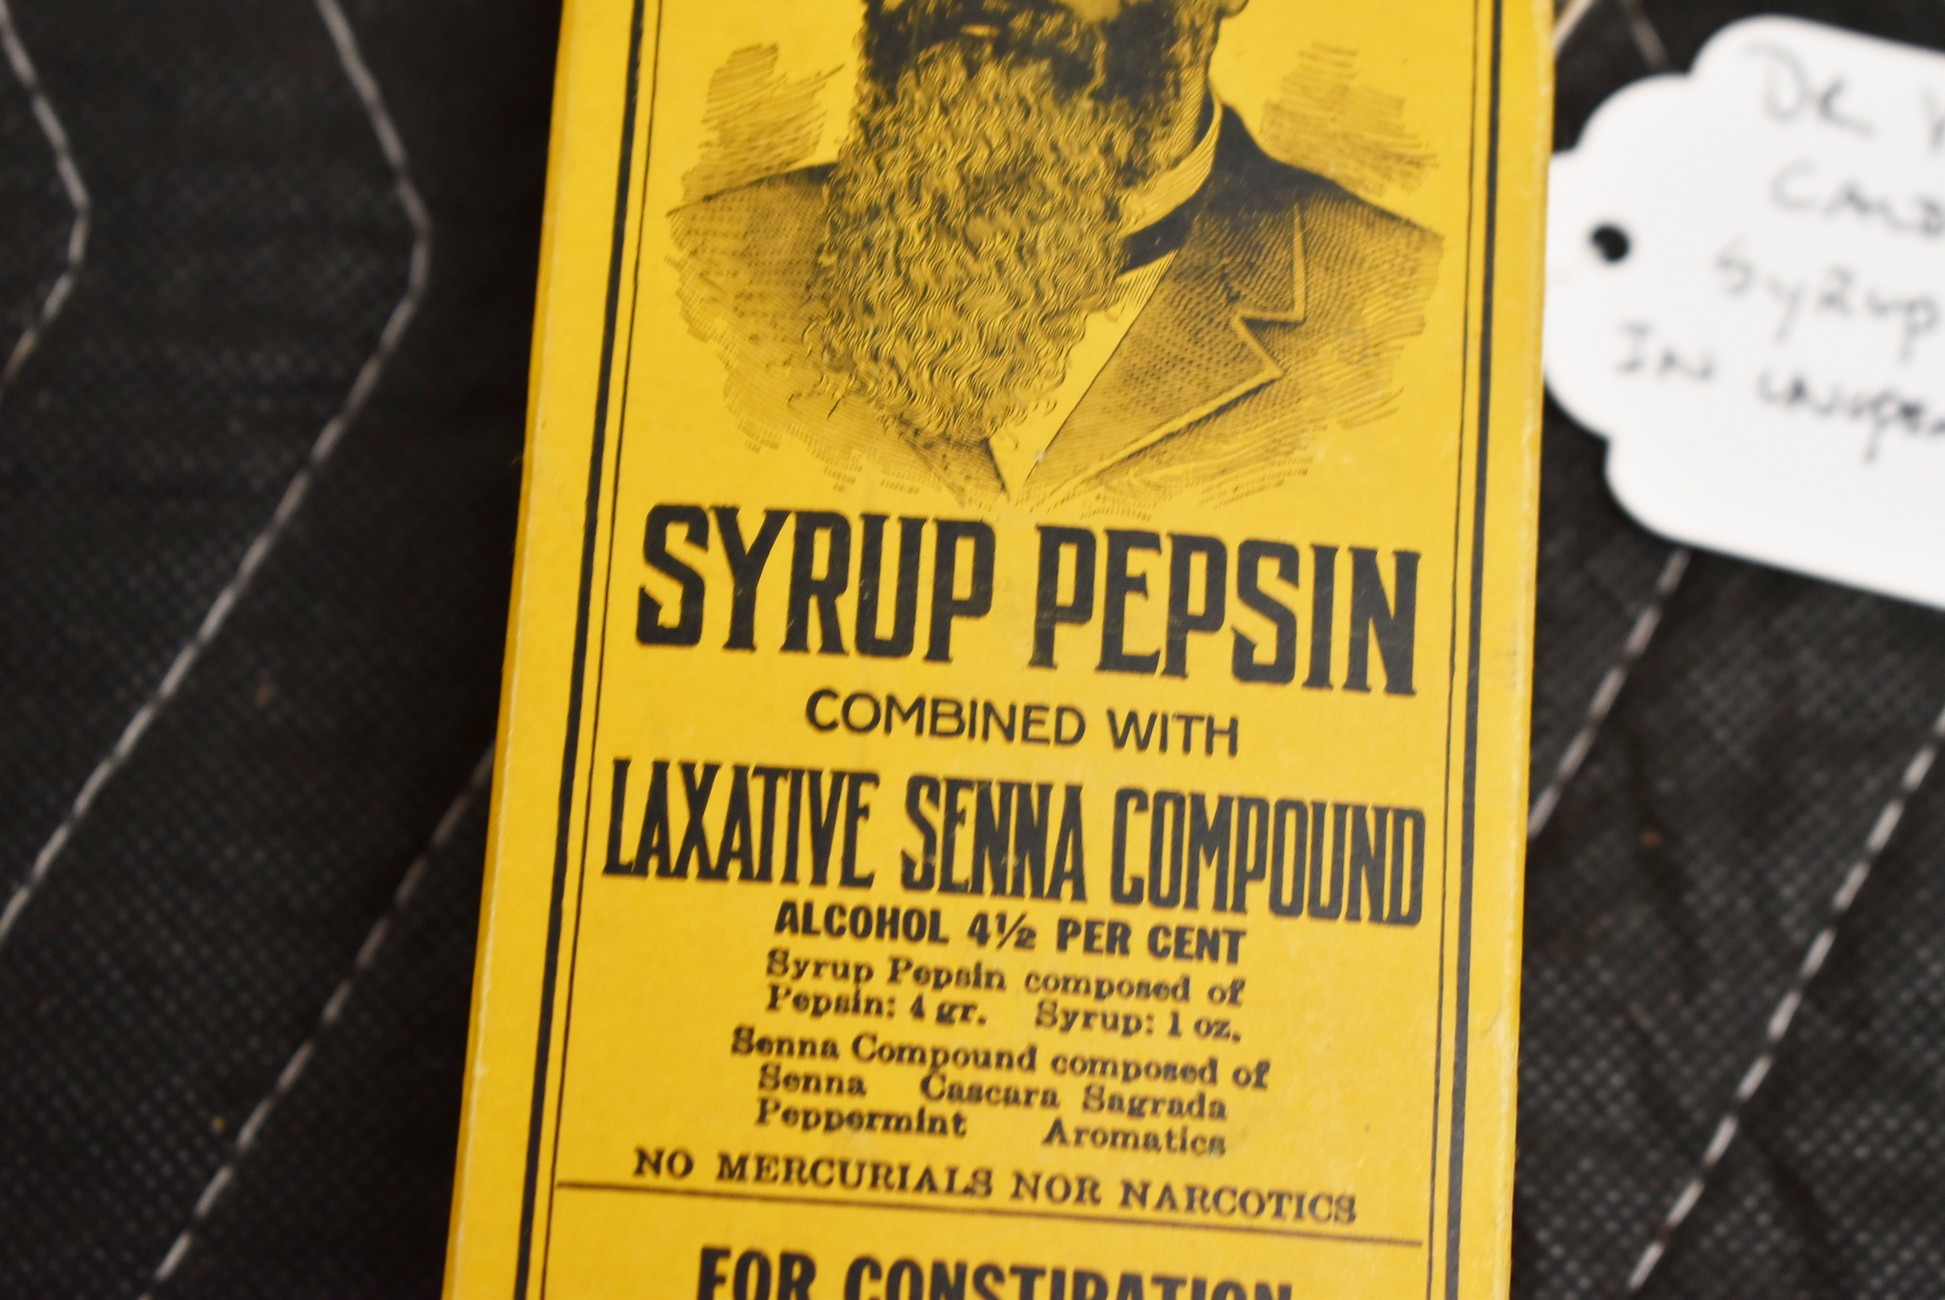 SYRUP PEPSIN
COMBINED WITH
LAXATIVE SENNA COMPOUND
ALCOHOL 4½ PER CENT
Syrup Pepsin composed of
Pepsin: 4 gr. Syrup: 1 oz.
Senna Compound composed of
Senna Cascara Sagrada
Peppermint Aromatics
NO MERCURIALS NOR NARCOTICS
FOR CONSTIPATION
DR
Syrup
IN